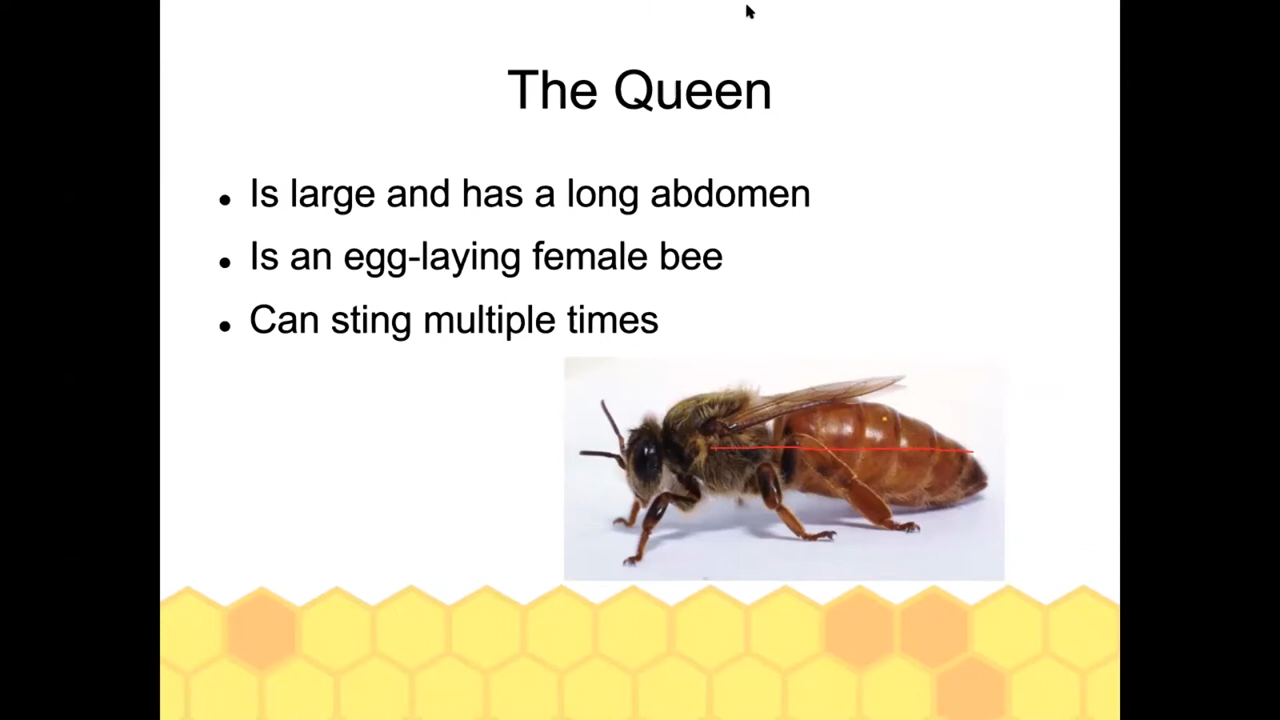 The Queen
• Is large and has a long abdomen
• Is an egg-laying female bee
• Can sting multiple times